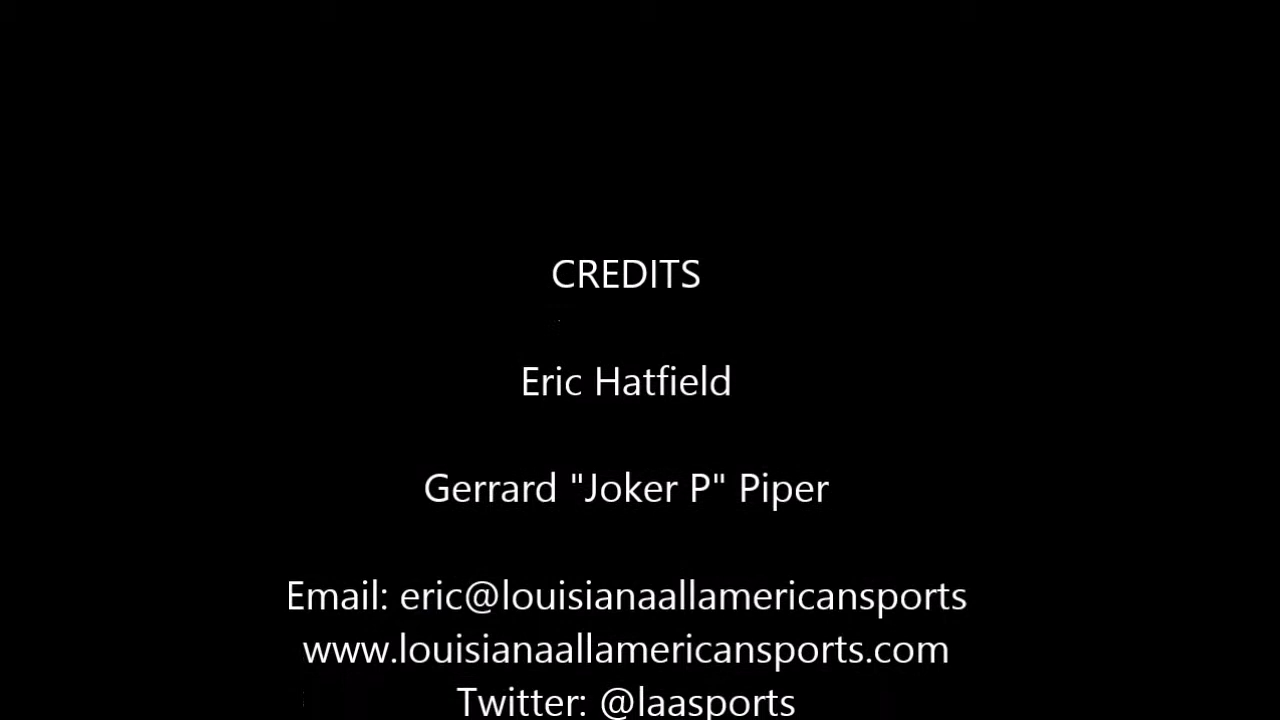 CREDITS
Eric Hatfield
Gerrard "Joker P" Piper
Email: eric@louisianaallamericansports
www.louisianaallamericansports.com
Twitter: @laasports